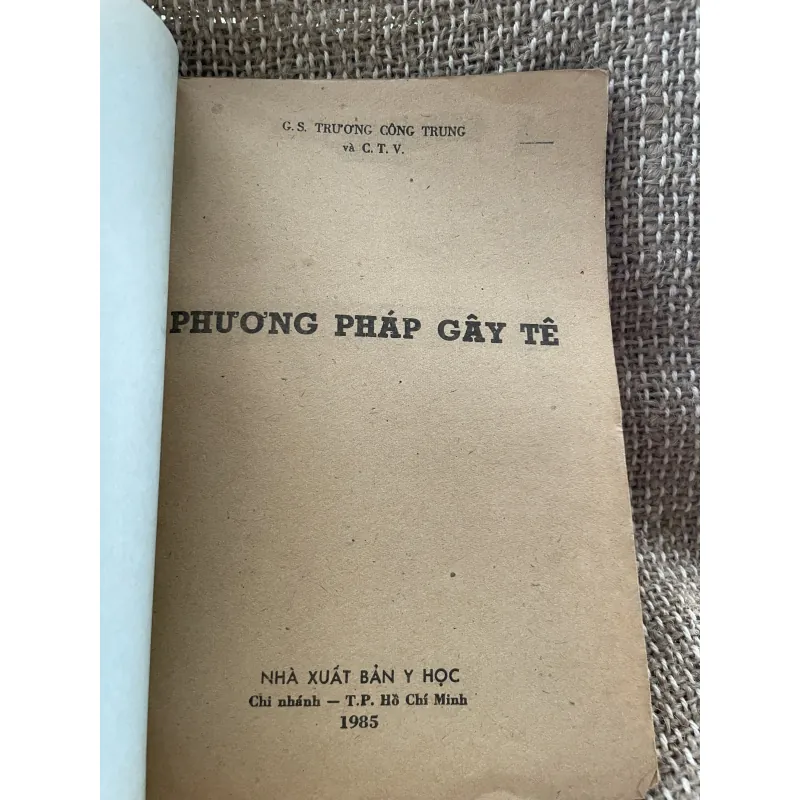 G. S. TRƯƠNG CÔNG TRUNG
và C. T. V.
PHƯƠNG PHÁP GÂY TÊ
NHÀ XUẤT BẢN Y HỌC
Chi nhánh — T.P. Hồ Chí Minh
1985